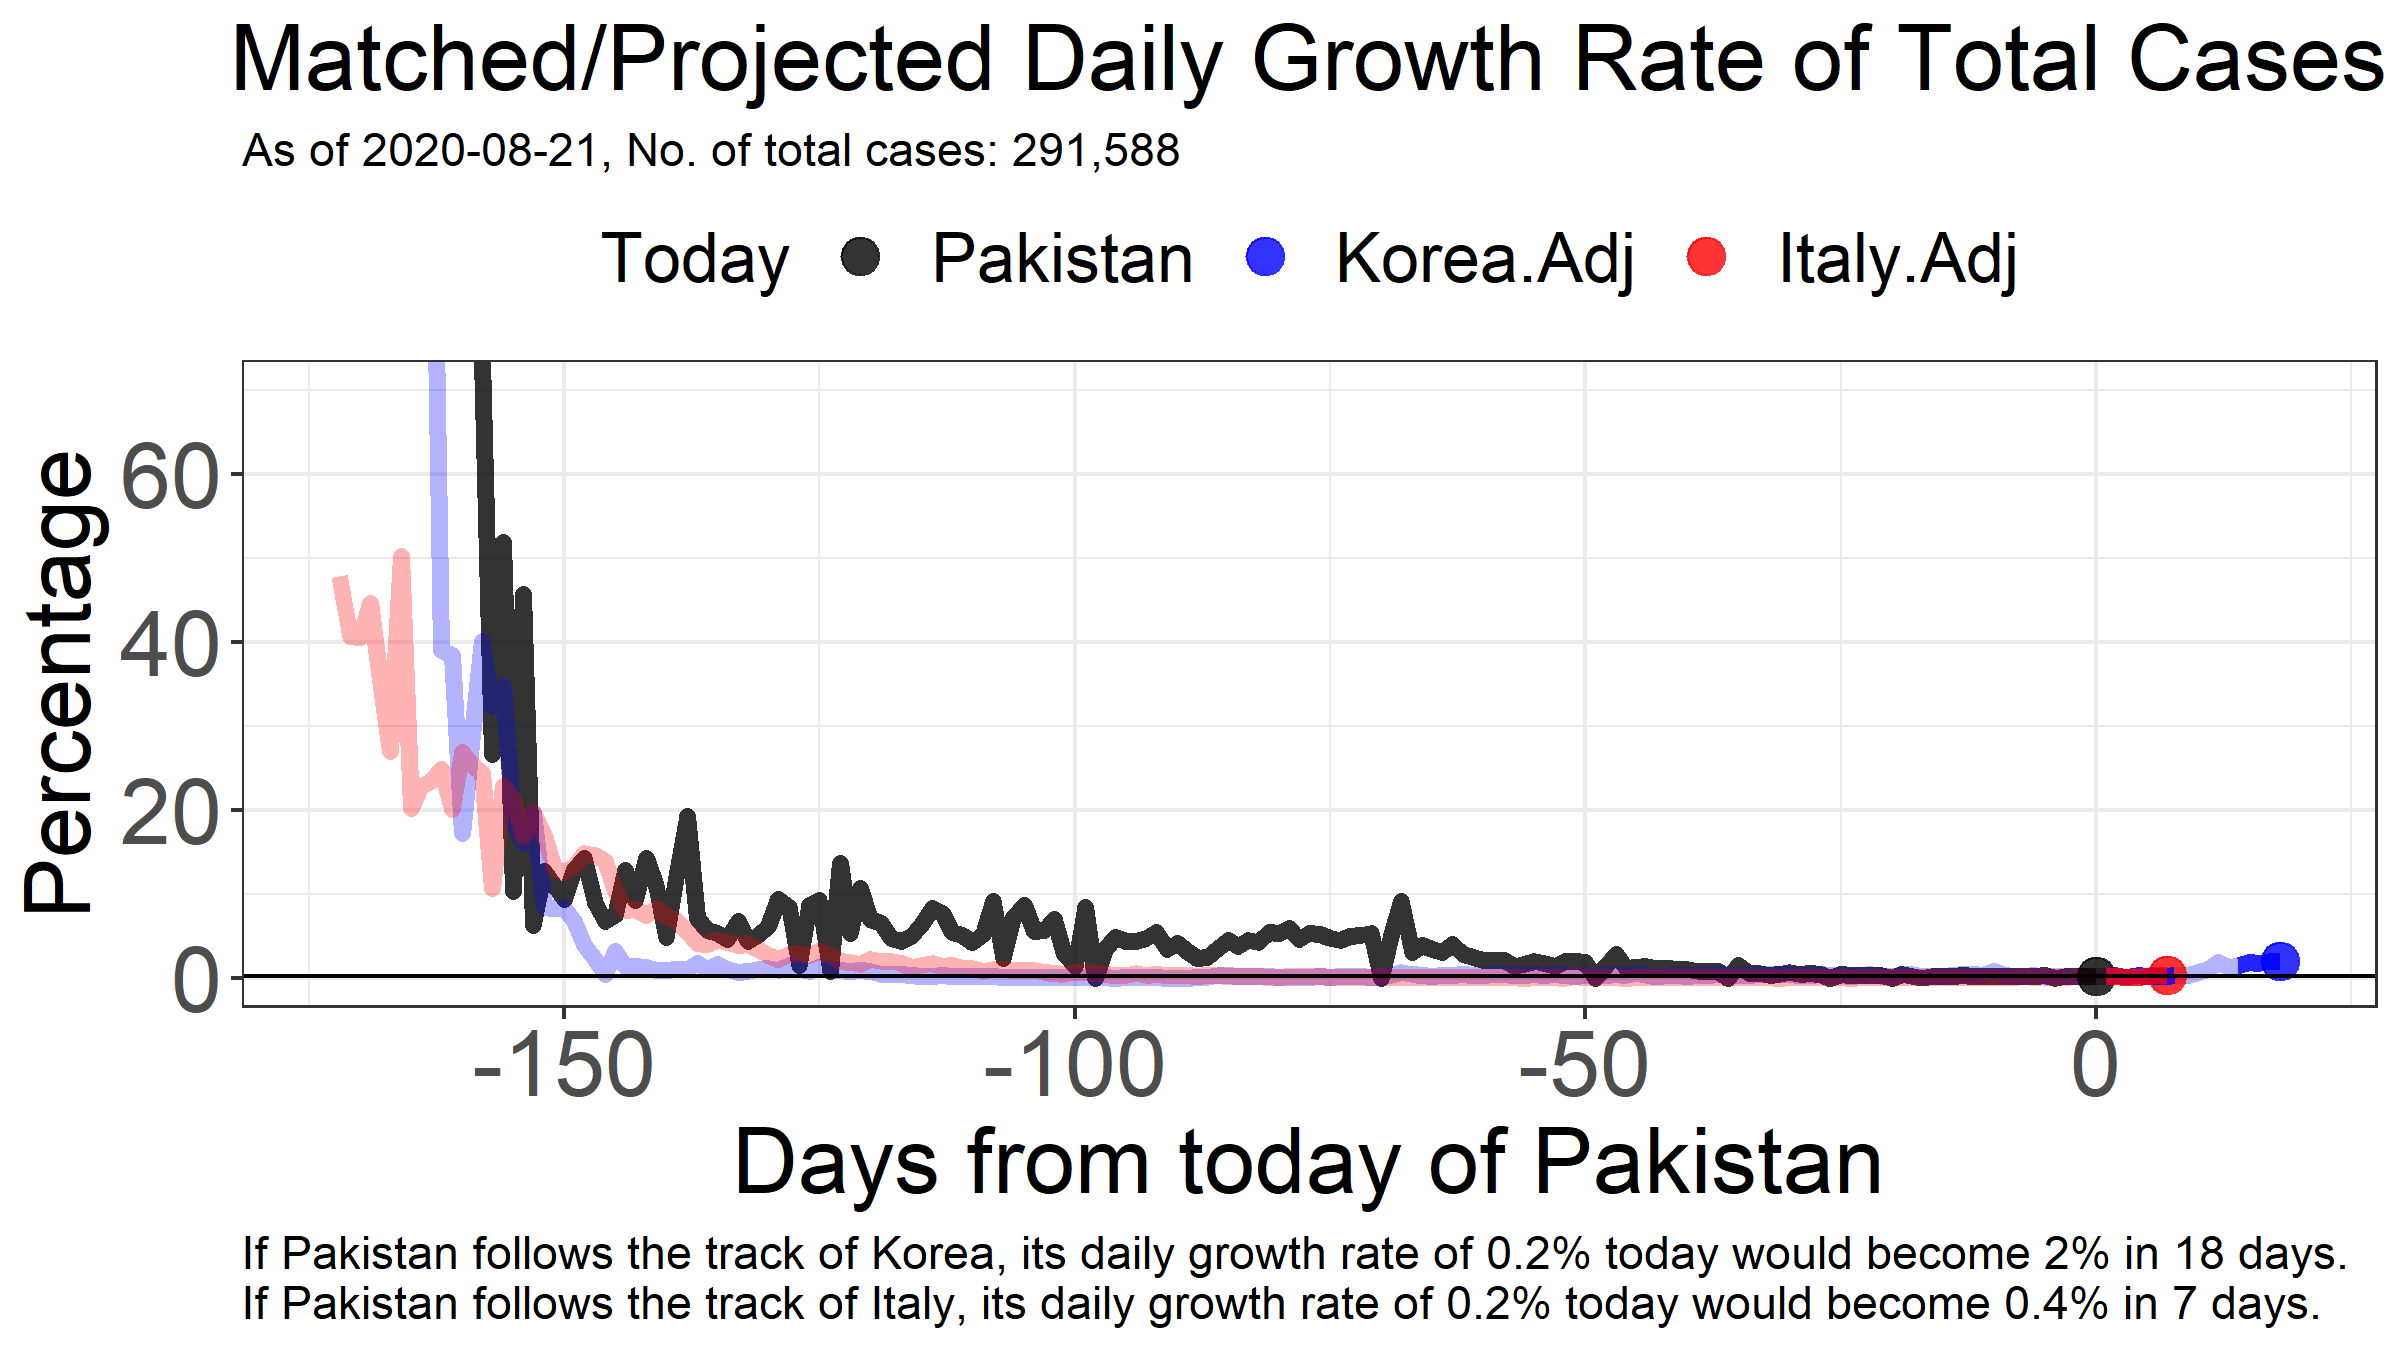 Matched/Projected Daily Growth Rate of Total Cases
As of 2020-08-21, No. of total cases: 291,588
Today Pakistan Korea.Adj Italy.Adj
Percentage
60
40
20
0
-150 -100 -50 0
Days from today of Pakistan
If Pakistan follows the track of Korea, its daily growth rate of 0.2% today would become 2% in 18 days.
If Pakistan follows the track of Italy, its daily growth rate of 0.2% today would become 0.4% in 7 days.